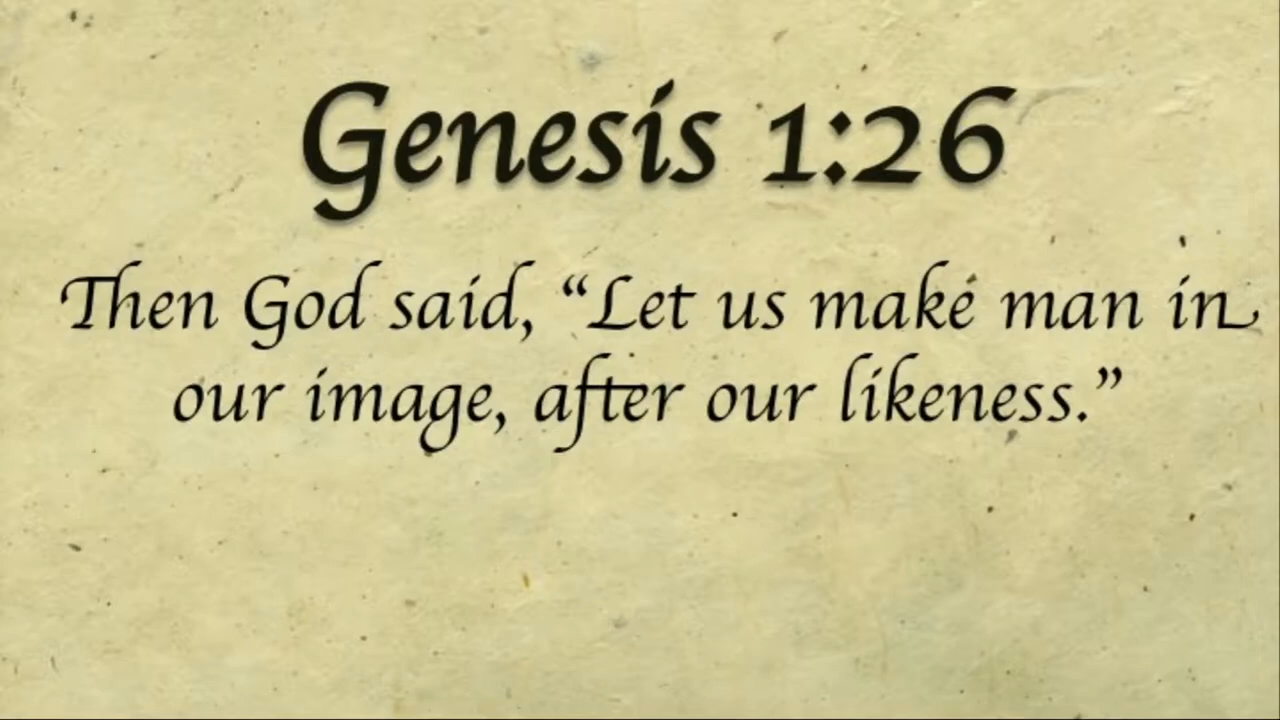 Genesis 1:26
Then God said, “Let us make man in
our image, after our likeness.”